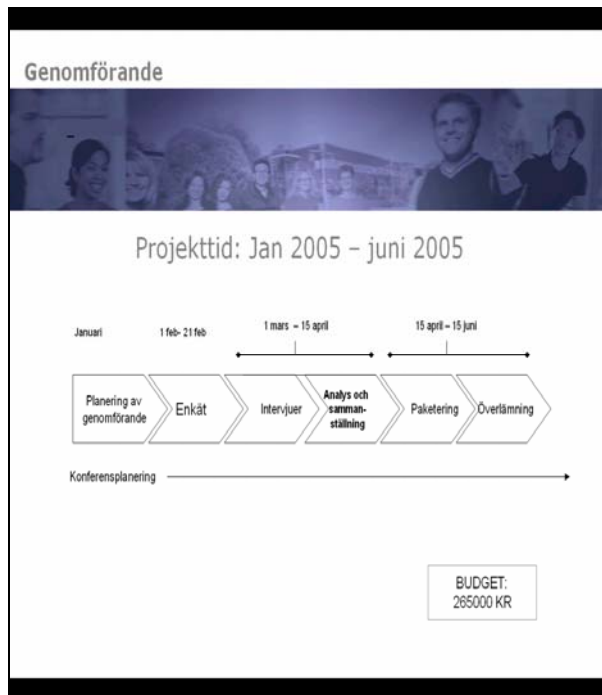 Genomförande
Projekttid: Jan 2005 – juni 2005
Januari
1 feb- 21 feb
1 mars – 15 april
15 april – 15 juni
Planering av
genomförande
Enkät
Intervjuer
Analys och
samman-
ställning
Paketering
Överlämning
Konferensplanering
BUDGET:
265000 KR